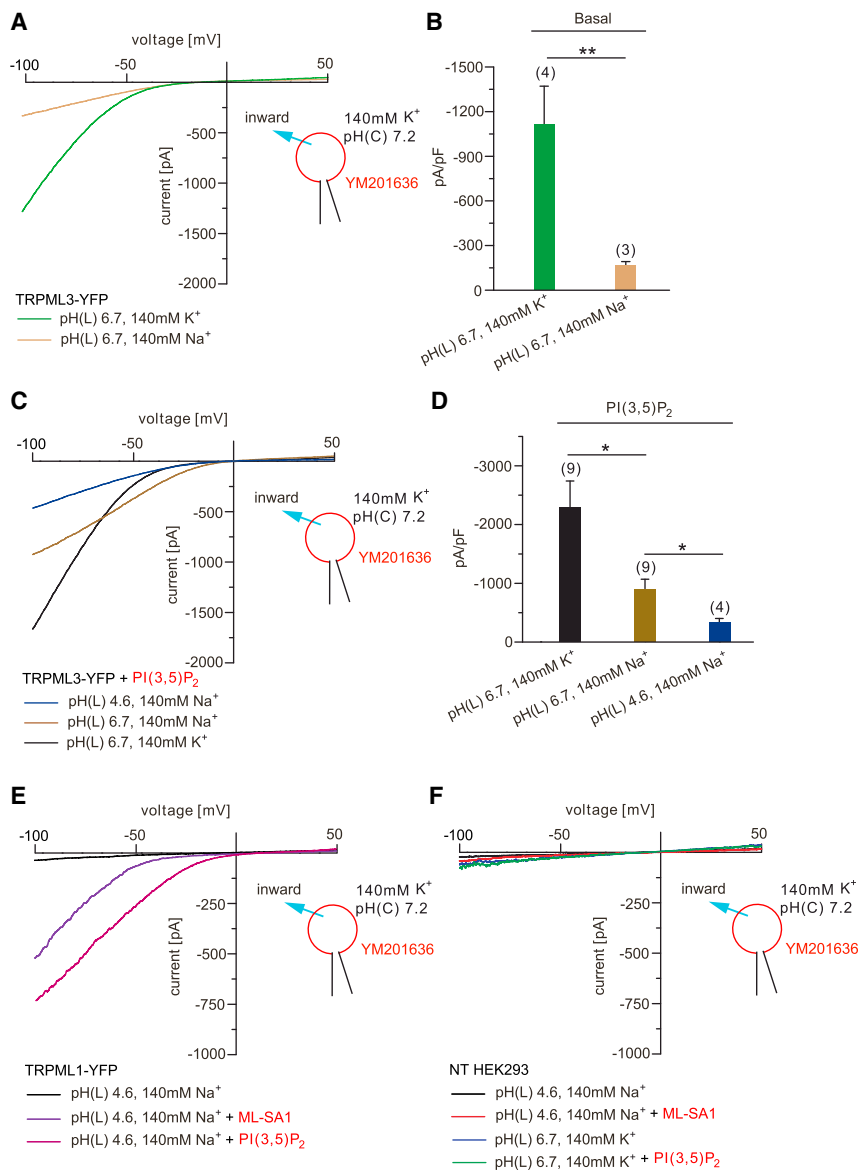 A
voltage [mV]
-100
-50
50
-500
-1000
-1500
-2000
current [pA]
inward
140mM K⁺
pH(C) 7.2
YM201636
TRPML3-YFP
pH(L) 6.7, 140mM K⁺
pH(L) 6.7, 140mM Na⁺
B
Basal
**
(4)
(3)
-1500
-1200
-900
-600
-300
0
pA/pF
pH(L) 6.7, 140mM K⁺
pH(L) 6.7, 140mM Na⁺
C
voltage [mV]
-100
-50
0
50
-500
-1000
-1500
-2000
current [pA]
inward
140mM K⁺
pH(C) 7.2
YM201636
TRPML3-YFP + PI(3,5)P₂
pH(L) 4.6, 140mM Na⁺
pH(L) 6.7, 140mM Na⁺
pH(L) 6.7, 140mM K⁺
D
PI(3,5)P₂
*
*
(9)
(9)
(4)
-3000
-2000
-1000
0
pA/pF
pH(L) 6.7, 140mM K⁺
pH(L) 6.7, 140mM Na⁺
pH(L) 4.6, 140mM Na⁺
E
voltage [mV]
-100
-50
0
50
-250
-500
-750
-1000
current [pA]
inward
140mM K⁺
pH(C) 7.2
YM201636
TRPML1-YFP
pH(L) 4.6, 140mM Na⁺
pH(L) 4.6, 140mM Na⁺ + ML-SA1
pH(L) 4.6, 140mM Na⁺ + PI(3,5)P₂
F
voltage [mV]
-100
-50
0
50
-250
-500
-750
-1000
current [pA]
inward
140mM K⁺
pH(C) 7.2
YM201636
NT HEK293
pH(L) 4.6, 140mM Na⁺
pH(L) 4.6, 140mM Na⁺ + ML-SA1
pH(L) 6.7, 140mM K⁺
pH(L) 6.7, 140mM K⁺ + PI(3,5)P₂